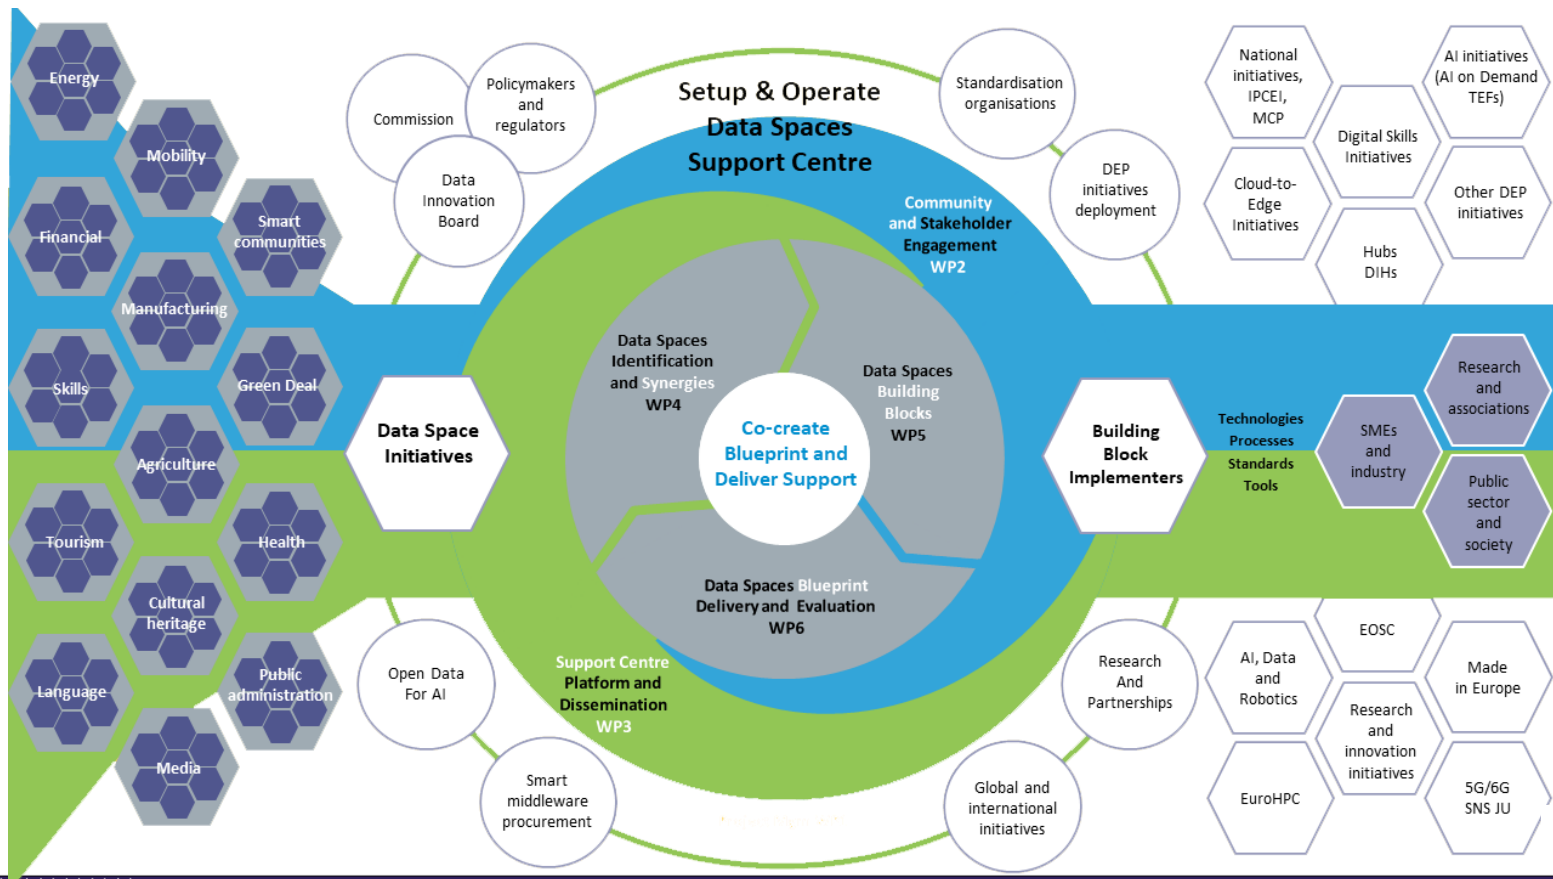 Energy
Mobility
Financial
Smart
communities
Manufacturing
Skills
Green Deal
Agriculture
Tourism
Health
Cultural
heritage
Language
Public
administration
Media
Commission
Policymakers
and
regulators
Data
Innovation
Board
Setup & Operate
Data Spaces
Support Centre
Standardisation
organisations
DEP
initiatives
deployment
Community
and Stakeholder
Engagement
WP2
Data Spaces
Identification
and Synergies
WP4
Data Spaces
Building
Blocks
WP5
Data Space
Initiatives
Co-create
Blueprint and
Deliver Support
Building
Block
Implementers
Data Spaces Blueprint
Delivery and Evaluation
WP6
Support Centre
Platform and
Dissemination
WP3
Open Data
For AI
Smart
middleware
procurement
Global and
international
initiatives
Research
And
Partnerships
National
initiatives,
IPCEI,
MCP
AI initiatives
(AI on Demand
TEFs)
Digital Skills
Initiatives
Cloud-to-
Edge
Initiatives
Other DEP
initiatives
Hubs
DIHs
Technologies
Processes
Standards
Tools
Research
and
associations
SMEs
and
industry
Public
sector
and
society
EOSC
AI, Data
and
Robotics
Made
in Europe
Research
and
innovation
initiatives
EuroHPC
5G/6G
SNS JU